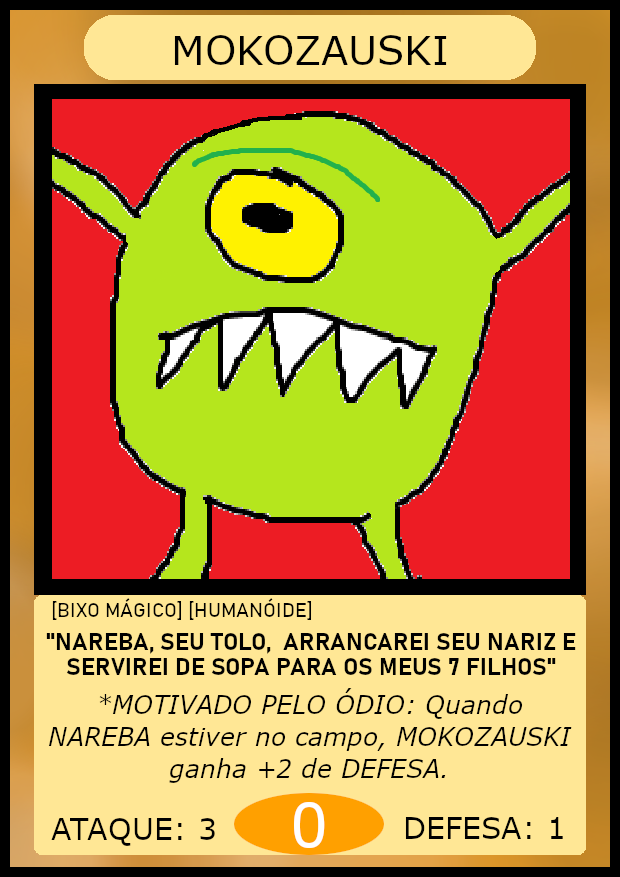 MOKOZAUSKI
[BIXO MÁGICO] [HUMANÓIDE]
"NAREBA, SEU TOLO,  ARRANCAREI SEU NARIZ E
SERVIREI DE SOPA PARA OS MEUS 7 FILHOS"
*MOTIVADO PELO ÓDIO: Quando
NAREBA estiver no campo, MOKOZAUSKI
ganha +2 de DEFESA.
ATAQUE: 3 0 DEFESA: 1